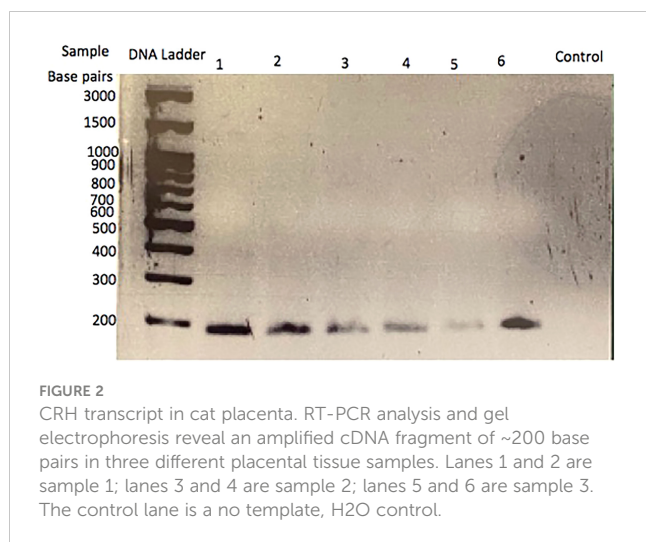 Sample DNA Ladder 1 2 3 4 5 6 Control
Base pairs
3000
1500
1000
900
800
700
600
500
400
300
200
FIGURE 2
CRH transcript in cat placenta. RT-PCR analysis and gel
electrophoresis reveal an amplified cDNA fragment of ~200 base
pairs in three different placental tissue samples. Lanes 1 and 2 are
sample 1; lanes 3 and 4 are sample 2; lanes 5 and 6 are sample 3.
The control lane is a no template, H2O control.